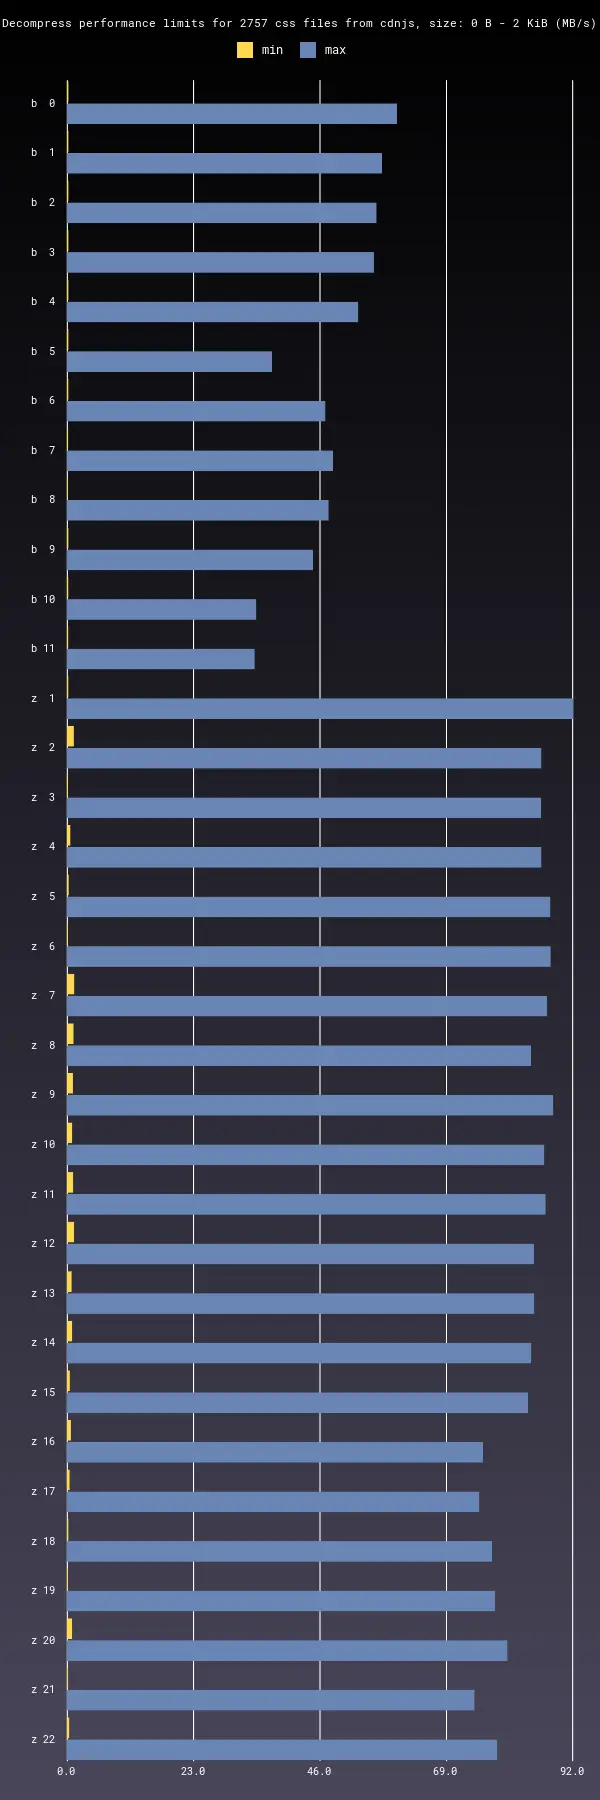 Decompress performance limits for 2757 css files from cdnjs, size: 0 B - 2 KiB (MB/s)
min max
b 0
b 1
b 2
b 3
b 4
b 5
b 6
b 7
b 8
b 9
b 10
b 11
z 1
z 2
z 3
z 4
z 5
z 6
z 7
z 8
z 9
z 10
z 11
z 12
z 13
z 14
z 15
z 16
z 17
z 18
z 19
z 20
z 21
z 22
0.0 23.0 46.0 69.0 92.0